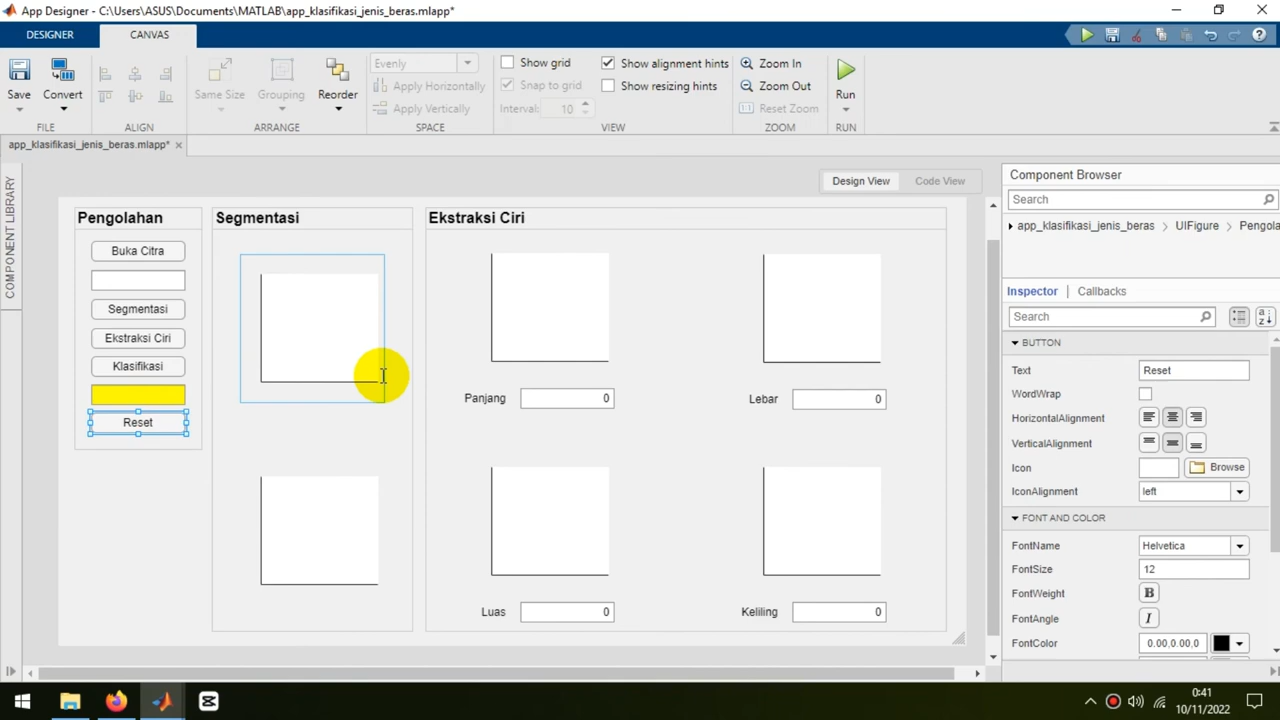 App Designer - C:\Users\ASUS\Documents\MATLAB\app_klasifikasi_jenis_beras.mlapp*
DESIGNER CANVAS
Save Convert
Same Size Grouping Reorder
Evenly
Apply Horizontally
Apply Vertically
Show grid
Snap to grid
Interval: 10
Show alignment hints
Show resizing hints
Zoom In
Zoom Out
Reset Zoom
Run
FILE ALIGN ARRANGE SPACE VIEW ZOOM RUN
app_klasifikasi_jenis_beras.mlapp*
COMPONENT LIBRARY
Design View Code View
Pengolahan
Buka Citra
Segmentasi
Ekstraksi Ciri
Klasifikasi
Reset
Segmentasi
Ekstraksi Ciri
Panjang 0
Lebar 0
Luas 0
Keliling 0
Component Browser
Search
app_klasifikasi_jenis_beras > UIFigure > Pengola
Inspector | Callbacks
Search
BUTTON
Text Reset
WordWrap
HorizontalAlignment
VerticalAlignment
Icon Browse
IconAlignment left
FONT AND COLOR
FontName Helvetica
FontSize 12
FontWeight B
FontAngle I
FontColor 0.00,0.00,0
0:41
10/11/2022